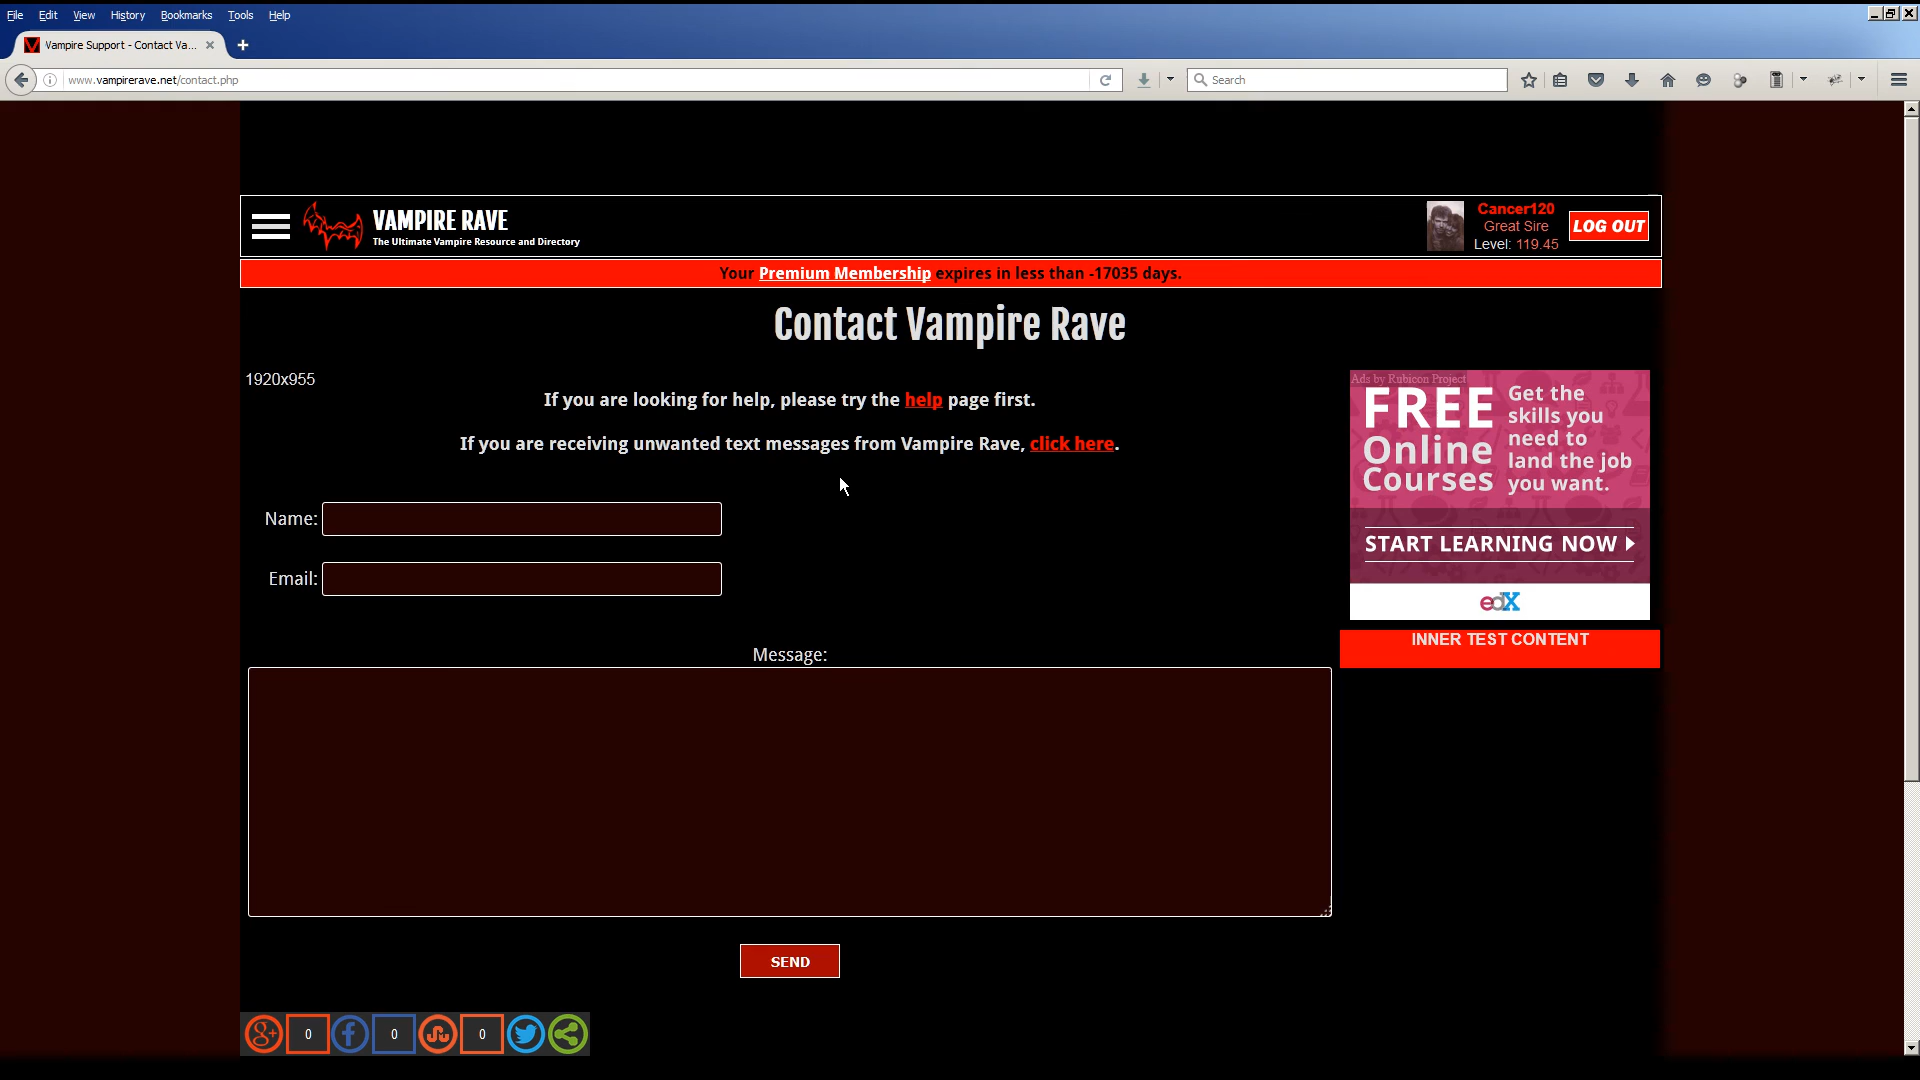 File Edit View History Bookmarks Tools Help
Vampire Support - Contact Va...
www.vampirerave.net/contact.php
Search
VAMPIRE RAVE
The Ultimate Vampire Resource and Directory
Cancer120
Great Sire
Level: 119.45
LOG OUT
Your Premium Membership expires in less than -17035 days.
Contact Vampire Rave
1920x955
If you are looking for help, please try the help page first.
If you are receiving unwanted text messages from Vampire Rave, click here.
Name:
Email:
Message:
SEND
Ads by Rubicon Project
FREE
Online
Courses
Get the
skills you
need to
land the job
you want.
START LEARNING NOW
edX
INNER TEST CONTENT
g+ 0 f 0 0